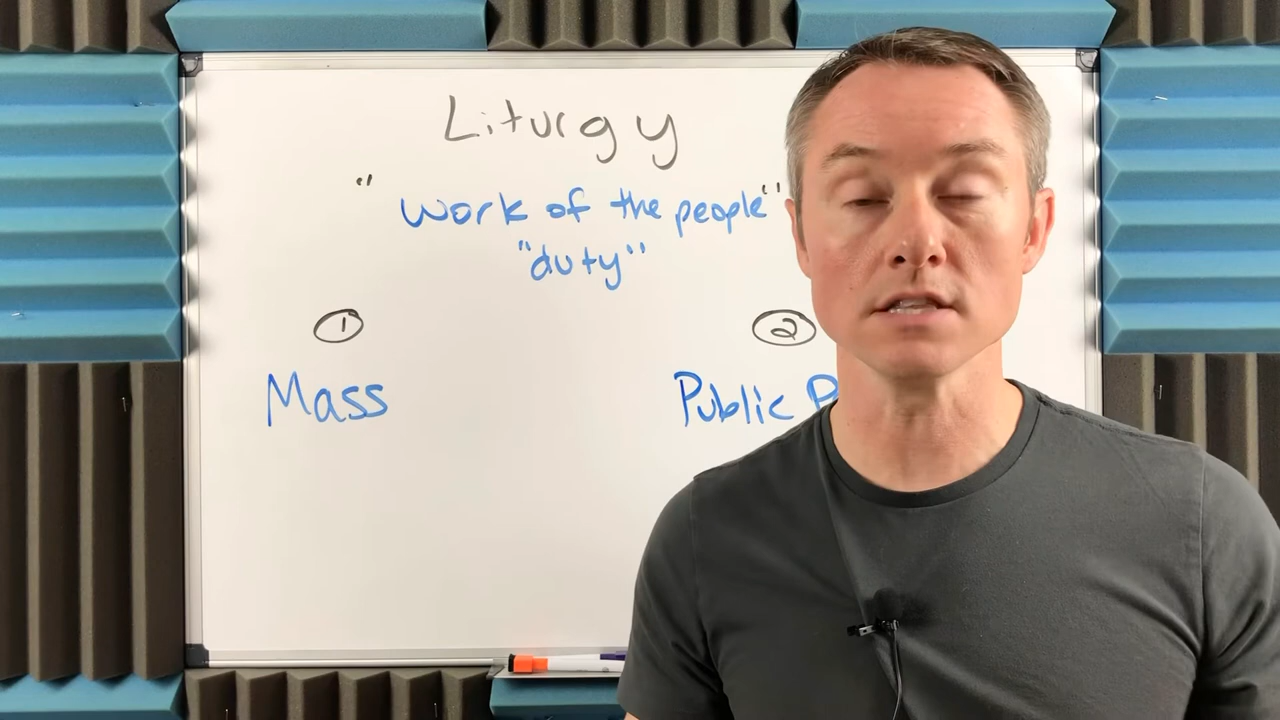 Liturgy
"work of the people"
"duty"
1 2
Mass Public